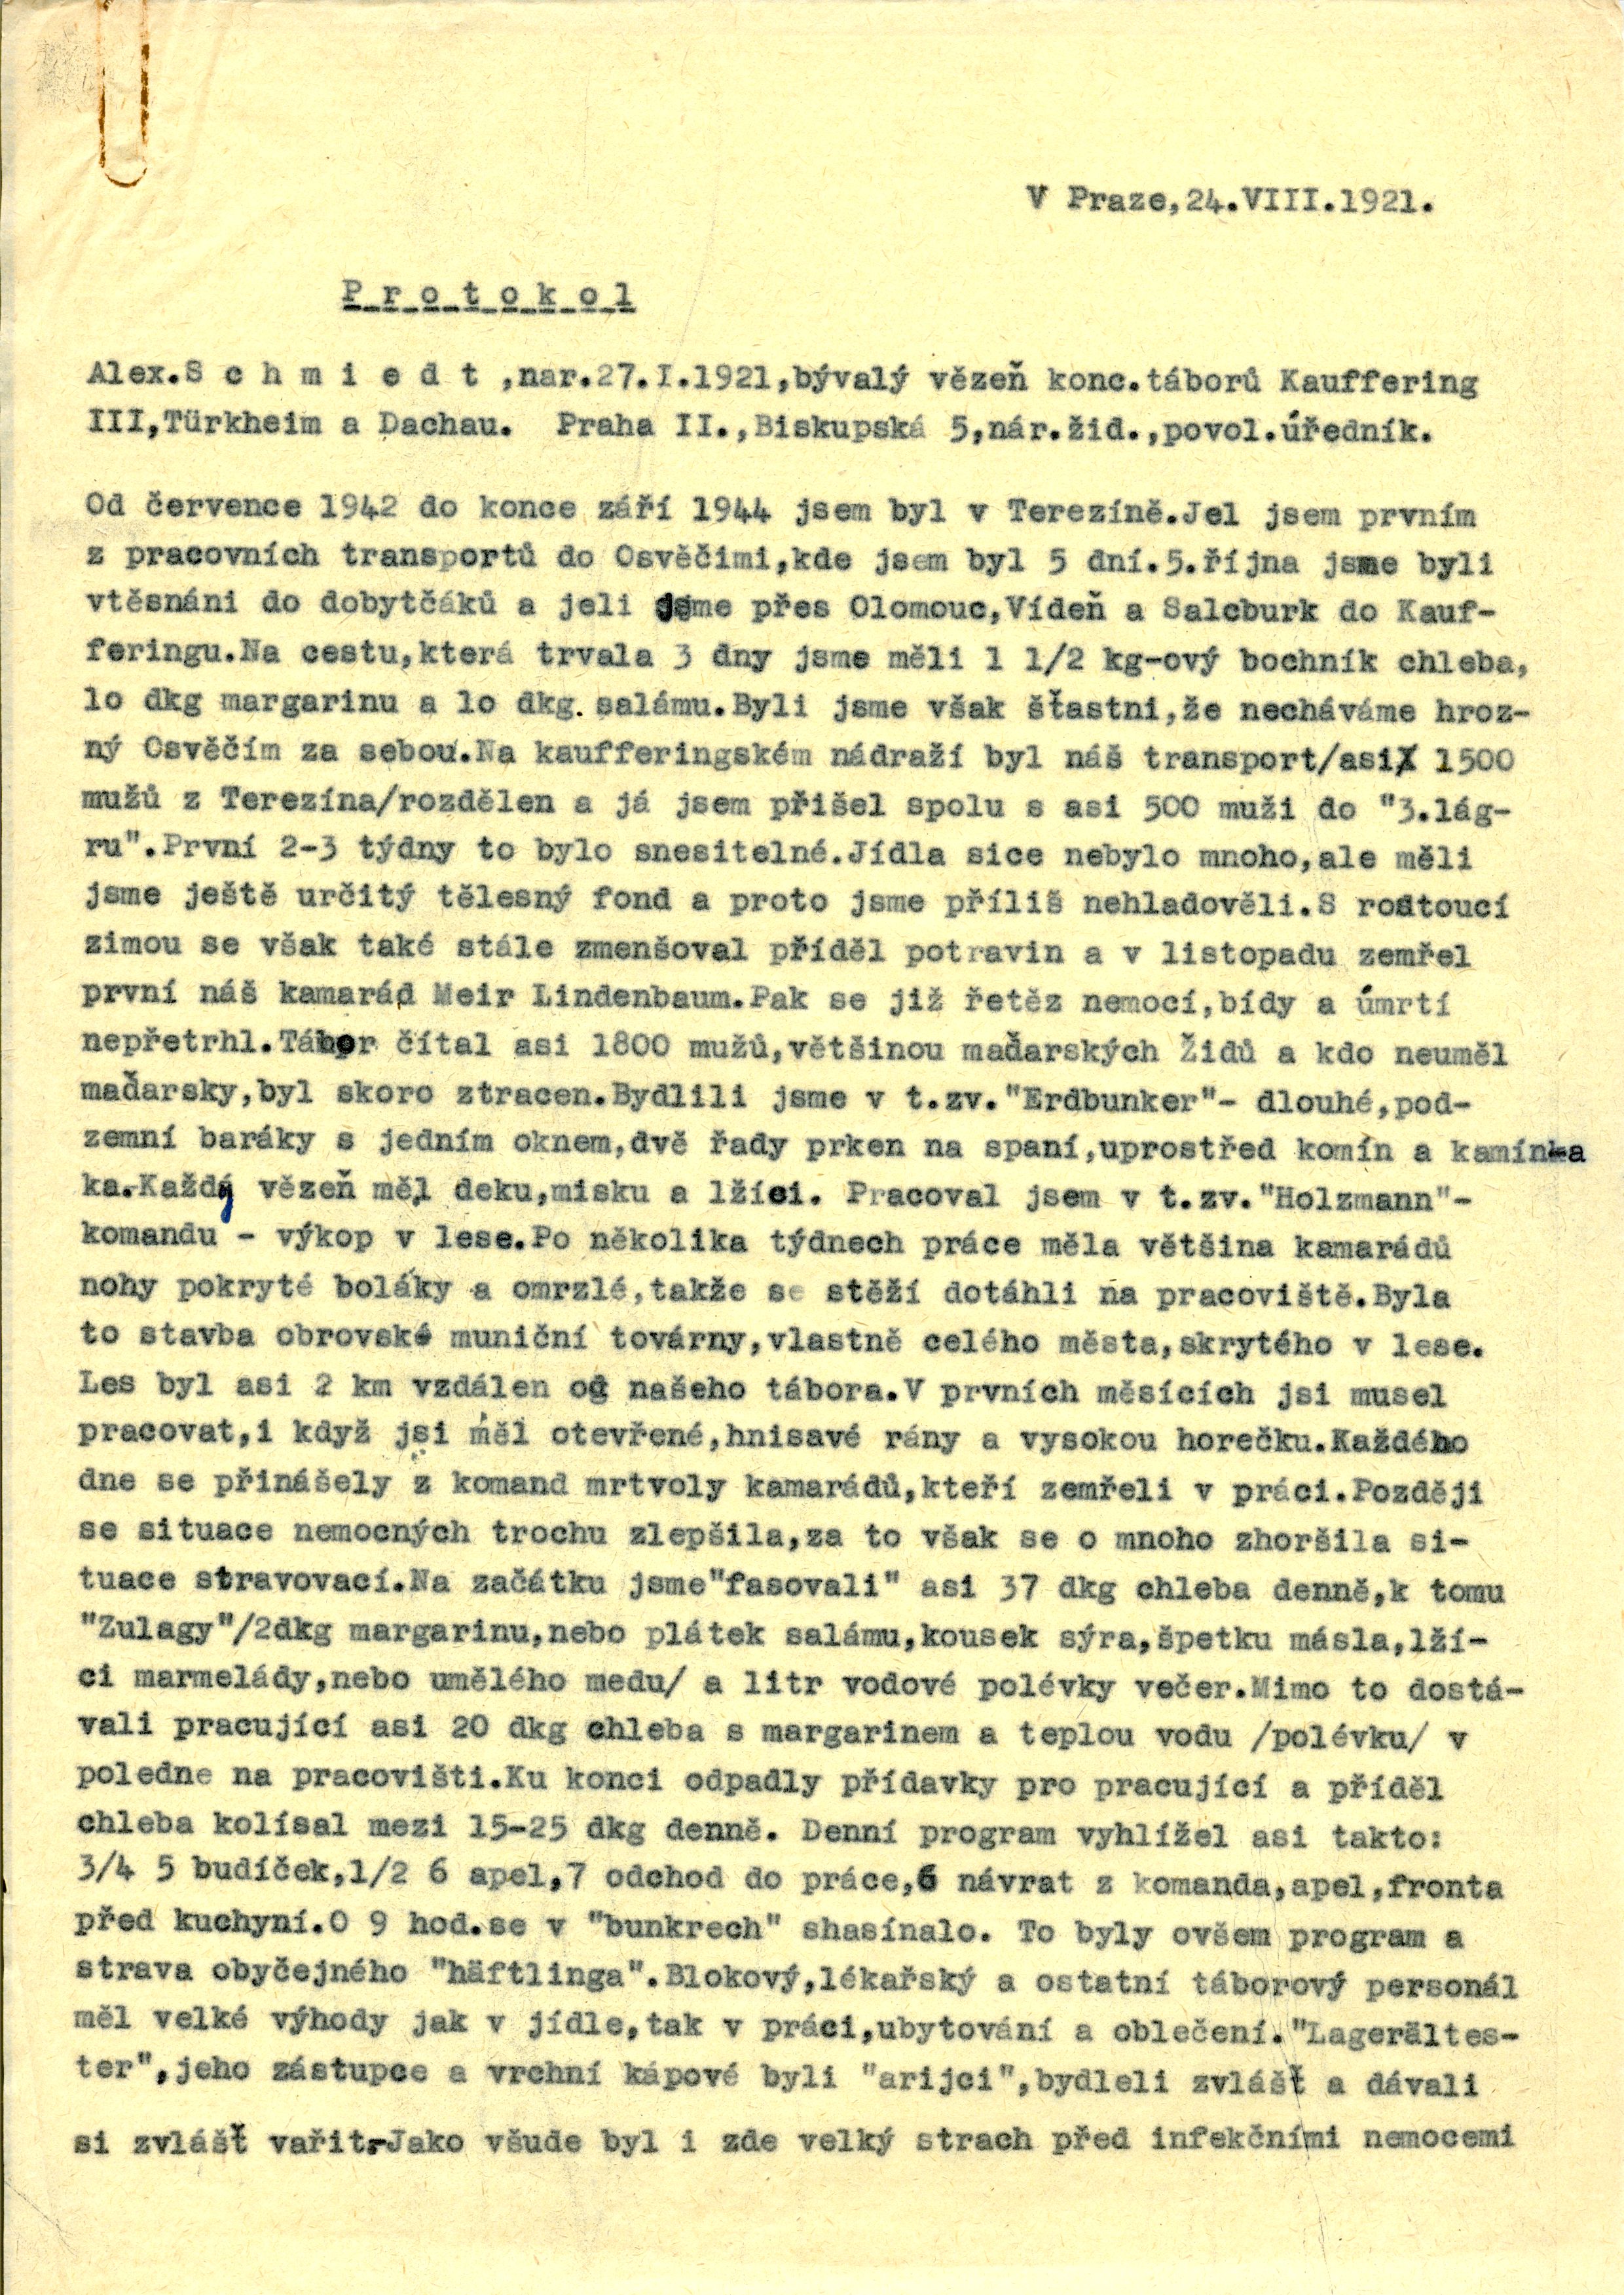 V Praze,24.VIII.1921.
P r o t o k o l
Alex.S c h m i e d t ,nar.27.I.1921,bývalý vězeň konc.táborů Kauffering
III,Türkheim a Dachau. Praha II.,Biskupská 5,nár.žid.,povol.úředník.
Od července 1942 do konce září 1944 jsem byl v Terezíně.Jel jsem prvním
z pracovních transportů do Osvěčimi,kde jsem byl 5 dní.5.října jsme byli
vtěsnáni do dobytčáků a jeli jsme přes Olomouc,Vídeň a Salcburk do Kauf-
feringu.Na cestu,která trvala 3 dny jsme měli 1 1/2 kg-ový bochník chleba,
lo dkg margarinu a lo dkg. salámu.Byli jsme však šťastni,že necháváme hroz-
ný Osvěčím za sebou.Na kaufferingském nádraží byl náš transport/asi 1500
mužů z Terezína/rozdělen a já jsem přišel spolu s asi 500 muži do "3.lág-
ru".První 2-3 týdny to bylo snesitelné.Jídla sice nebylo mnoho,ale měli
jsme ještě určitý tělesný fond a proto jsme příliš nehladověli.S rostoucí
zimou se však také stále zmenšoval příděl potravin a v listopadu zemřel
první náš kamarád Meir Lindenbaum.Pak se již řetěz nemocí,bídy a úmrtí
nepřetrhl.Tábor čítal asi 1800 mužů,většinou maďarských Židů a kdo neuměl
maďarsky,byl skoro ztracen.Bydlili jsme v t.zv."Erdbunker"- dlouhé,pod-
zemní baráky s jedním oknem,dvě řady prken na spaní,uprostřed komín a kamínka
ka.Každý vězeň měl deku,misku a lžíci. Pracoval jsem v t.zv."Holzmann"-
komandu - výkop v lese.Po několika týdnech práce měla většina kamarádů
nohy pokryté boláky a omrzlé,takže se stěží dotáhli na pracoviště.Byla
to stavba obrovské muniční továrny,vlastně celého města,skrytého v lese.
Les byl asi 2 km vzdálen od našeho tábora.V prvních měsících jsi musel
pracovat,i když jsi měl otevřené,hnisavé rány a vysokou horečku.Každého
dne se přinášely z komand mrtvoly kamarádů,kteří zemřeli v práci.Později
se situace nemocných trochu zlepšila,za to však se o mnoho zhoršila si-
tuace stravovací.Na začátku jsme"fasovali" asi 37 dkg chleba denně,k tomu
"Zulagy"/2dkg margarinu,nebo plátek salámu,kousek sýra,špetku másla,lží-
ci marmelády,nebo umělého medu/ a litr vodové polévky večer.Mimo to dostá-
vali pracující asi 20 dkg chleba s margarinem a teplou vodu /polévku/ v
poledne na pracovišti.Ku konci odpadly přídavky pro pracující a příděl
chleba kolísal mezi 15-25 dkg denně. Denní program vyhlížel asi takto:
3/4 5 budíček,1/2 6 apel,7 odchod do práce,6 návrat z komanda,apel,fronta
před kuchyní.O 9 hod.se v "bunkrech" shasínalo. To byly ovšem program a
strava obyčejného "häftlinga".Blokový,lékařský a ostatní táborový personál
měl velké výhody jak v jídle,tak v práci,ubytování a oblečení."Lagerältes-
ter",jeho zástupce a vrchní kápové byli "arijci",bydleli zvlášť a dávali
si zvlášť vařit.-Jako všude byl i zde velký strach před infekčními nemocemi